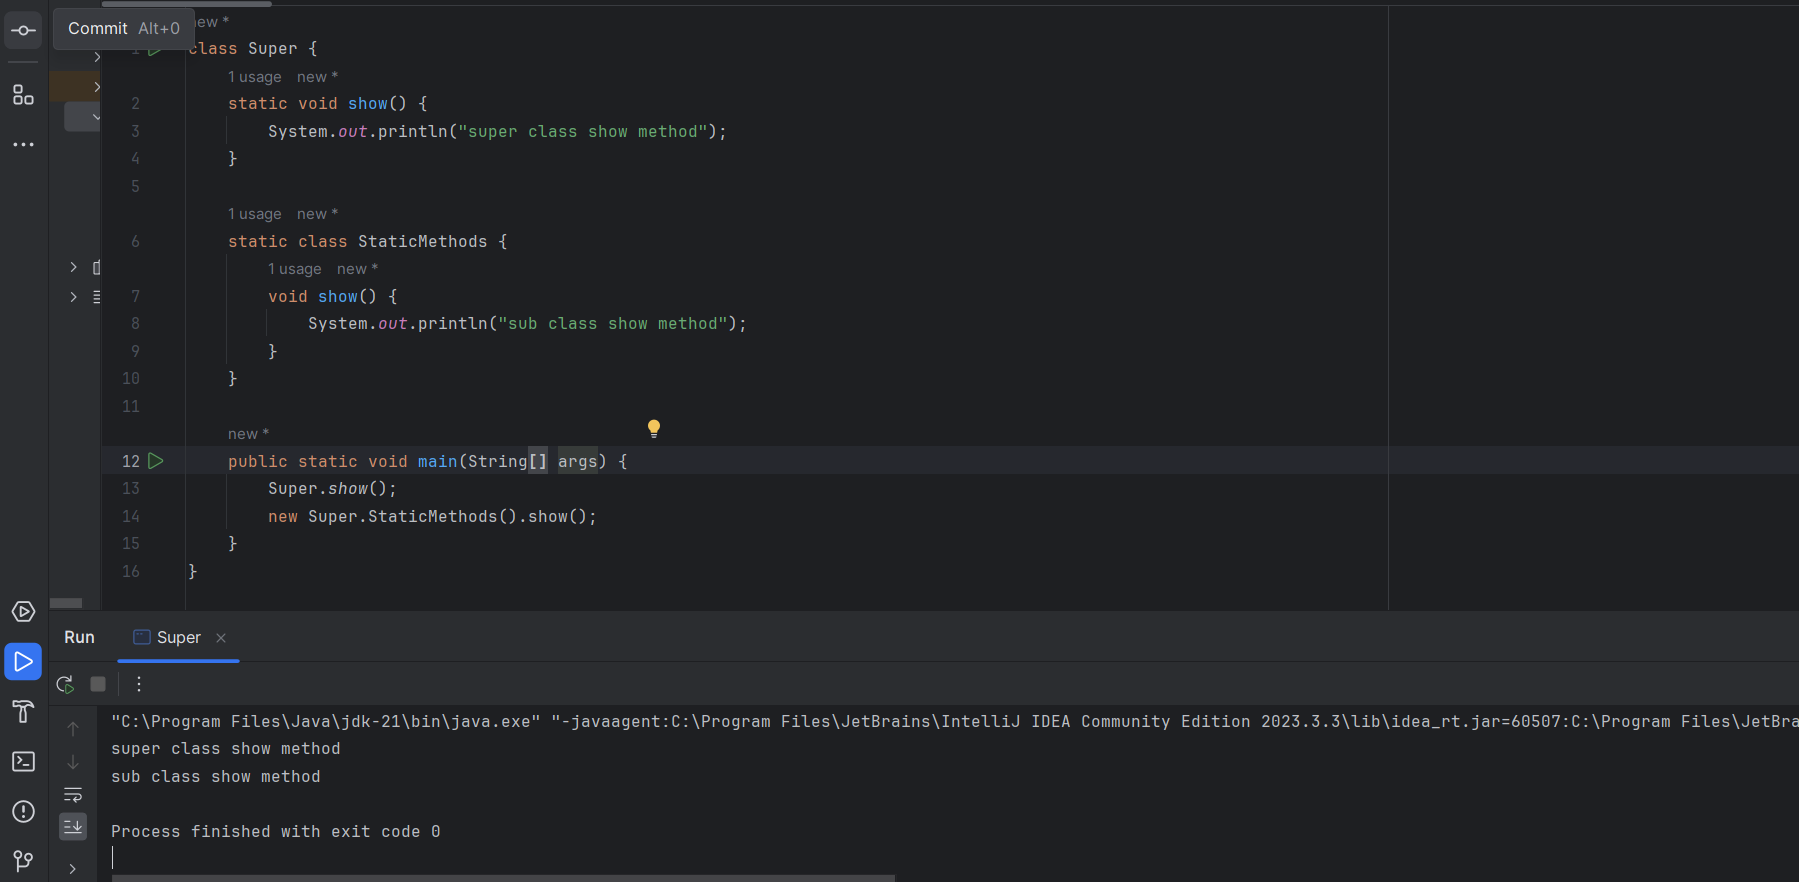 Commit Alt+0
new *
1 class Super {
1 usage new *
2 static void show() {
3 System.out.println("super class show method");
4 }
5
1 usage new *
6 static class StaticMethods {
1 usage new *
7 void show() {
8 System.out.println("sub class show method");
9 }
10 }
11
new *
12 public static void main(String[] args) {
13 Super.show();
14 new Super.StaticMethods().show();
15 }
16 }
Run Super
"C:\Program Files\Java\jdk-21\bin\java.exe" "-javaagent:C:\Program Files\JetBrains\IntelliJ IDEA Community Edition 2023.3.3\lib\idea_rt.jar=60507:C:\Program Files\JetBra
super class show method
sub class show method
Process finished with exit code 0